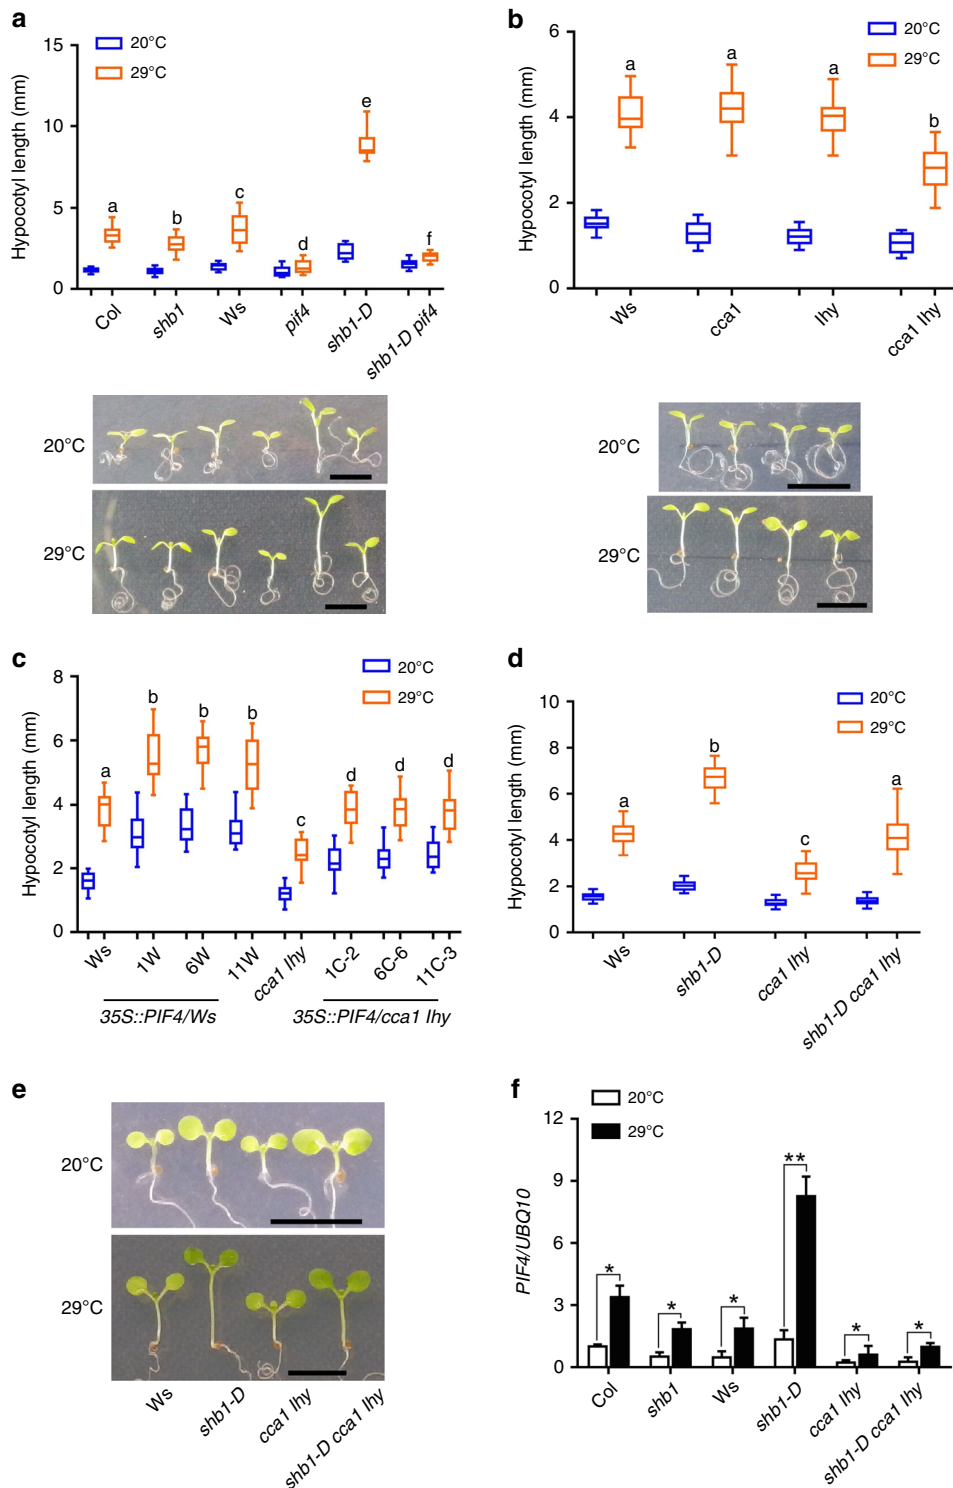 a
20°C
29°C
Hypocotyl length (mm)
15
10
5
0
a
b
c
d
e
f
Col
shb1
Ws
pif4
shb1-D
shb1-D pif4
20°C
29°C
b
20°C
29°C
Hypocotyl length (mm)
6
4
2
0
a
a
a
b
Ws
cca1
lhy
cca1 lhy
20°C
29°C
c
20°C
29°C
Hypocotyl length (mm)
8
6
4
2
0
a
b
b
b
c
d
d
d
Ws
1W
6W
11W
cca1 lhy
1C-2
6C-6
11C-3
35S::PIF4/Ws
35S::PIF4/cca1 lhy
d
20°C
29°C
Hypocotyl length (mm)
10
8
6
4
2
0
a
b
c
a
Ws
shb1-D
cca1 lhy
shb1-D cca1 lhy
e
20°C
29°C
Ws
shb1-D
cca1 lhy
shb1-D cca1 lhy
f
20°C
29°C
PIF4/UBQ10
12
9
6
3
0
*
*
*
**
*
*
Col
shb1
Ws
shb1-D
cca1 lhy
shb1-D cca1 lhy